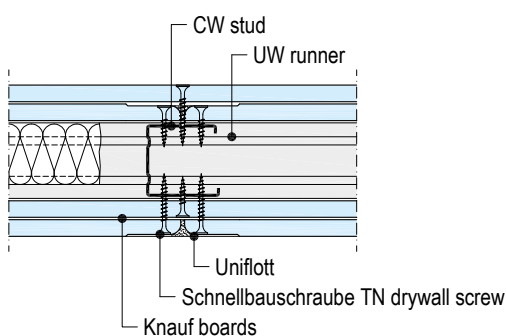 CW stud
UW runner
Uniflott
Schnellbauschraube TN drywall screw
Knauf boards